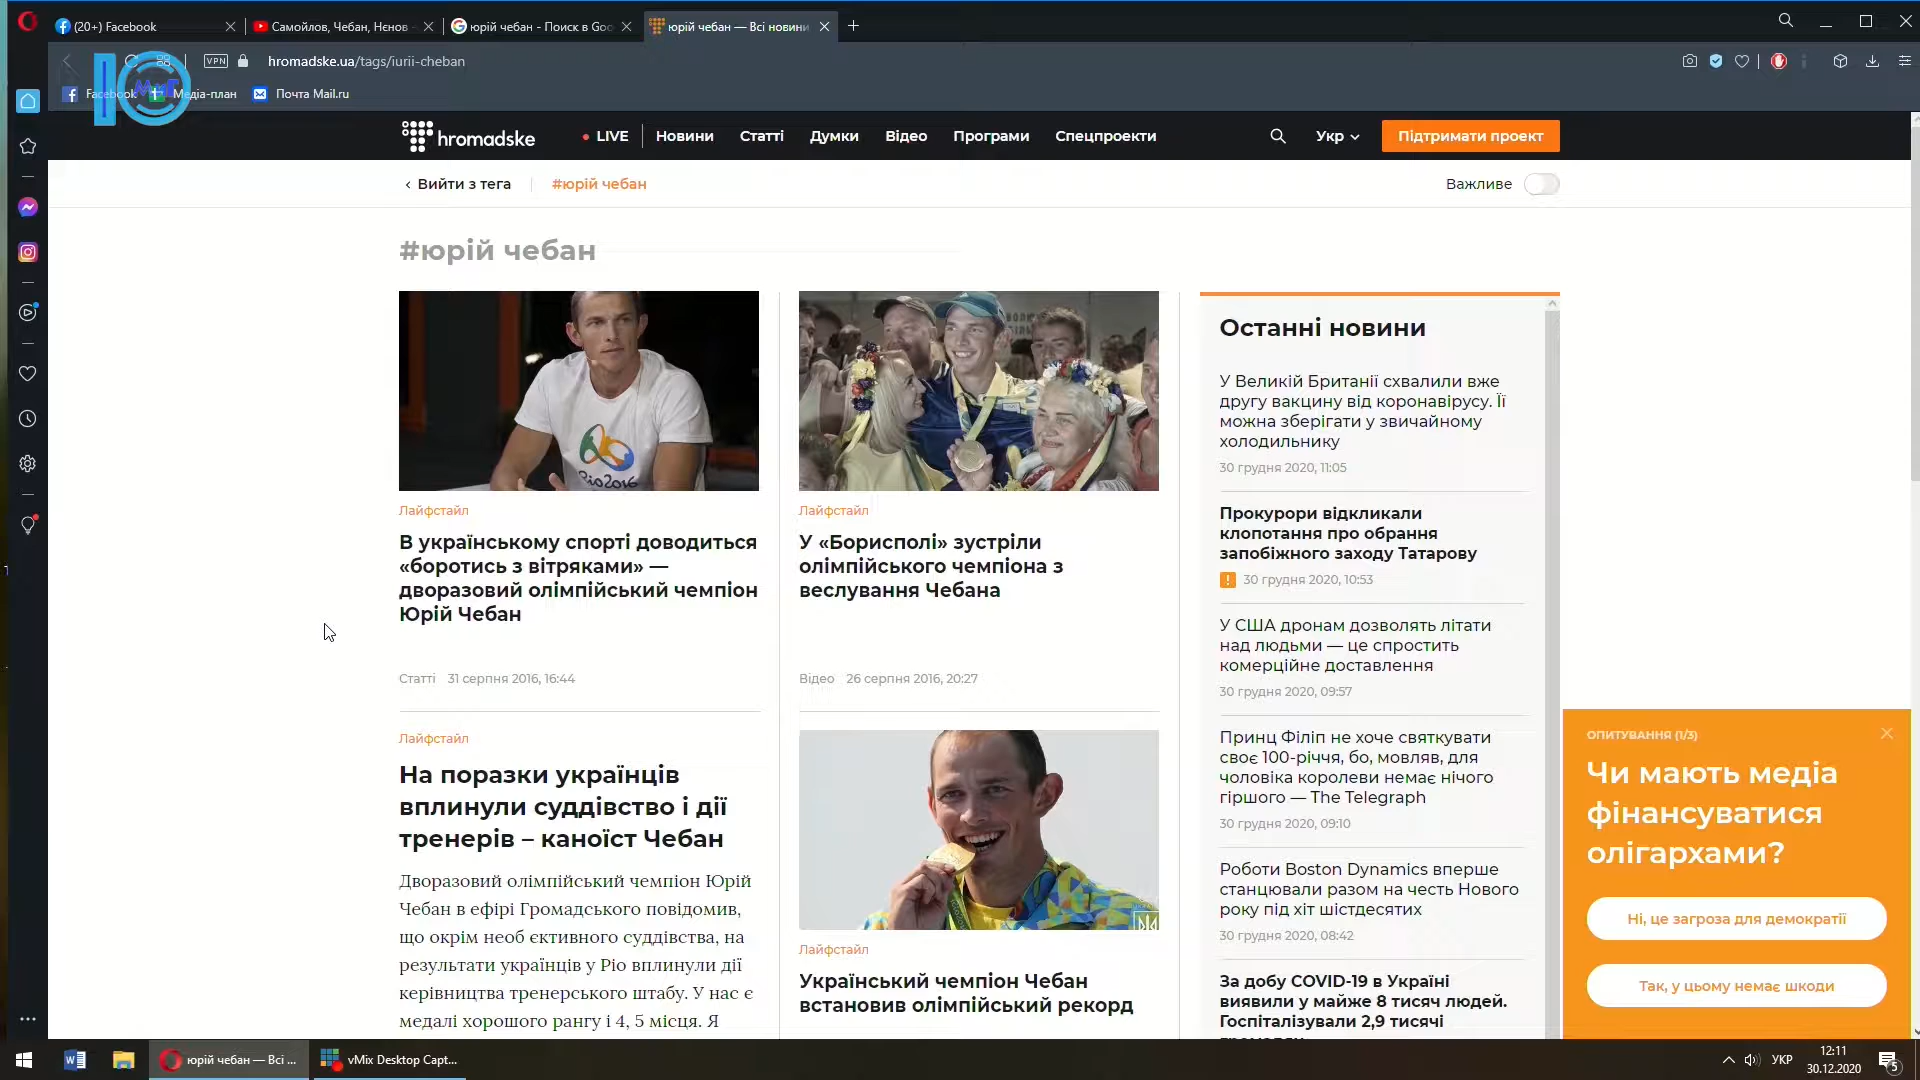 (20+) Facebook
Самойлов, Чебан, Нєнов -
юрій чебан - Поиск в Goo
юрій чебан — Всі новини
VPN
hromadske.ua/tags/iurii-cheban
Facebook
Медіа-план
Почта Mail.ru
hromadske
LIVE
Новини
Статті
Думки
Відео
Програми
Спецпроекти
Укр
Підтримати проект
Вийти з тега
#юрій чебан
Важливе
#юрій чебан
Rio2016
Лайфстайл
В українському спорті доводиться
«боротись з вітряками» —
дворазовий олімпійський чемпіон
Юрій Чебан
Статті 31 серпня 2016, 16:44
Лайфстайл
На поразки українців
вплинули суддівство і дії
тренерів – каноїст Чебан
Дворазовий олімпійський чемпіон Юрій
Чебан в ефірі Громадського повідомив,
що окрім необ єктивного суддівства, на
результати українців у Ріо вплинули дії
керівництва тренерського штабу. У нас є
медалі хорошого рангу і 4, 5 місця. Я
Лайфстайл
У «Борисполі» зустріли
олімпійського чемпіона з
веслування Чебана
Відео 26 серпня 2016, 20:27
Лайфстайл
Український чемпіон Чебан
встановив олімпійський рекорд
Останні новини
У Великій Британії схвалили вже
другу вакцину від коронавірусу. Її
можна зберігати у звичайному
холодильнику
30 грудня 2020, 11:05
Прокурори відкликали
клопотання про обрання
запобіжного заходу Татарову
30 грудня 2020, 10:53
У США дронам дозволять літати
над людьми — це спростить
комерційне доставлення
30 грудня 2020, 09:57
Принц Філіп не хоче святкувати
своє 100-річчя, бо, мовляв, для
чоловіка королеви немає нічого
гіршого — The Telegraph
30 грудня 2020, 09:10
Роботи Boston Dynamics вперше
станцювали разом на честь Нового
року під хіт шістдесятих
30 грудня 2020, 08:42
За добу COVID-19 в Україні
виявили у майже 8 тисяч людей.
Госпіталізували 2,9 тисячі
ОПИТУВАННЯ (1/3)
Чи мають медіа
фінансуватися
олігархами?
Ні, це загроза для демократії
Так, у цьому немає шкоди
юрій чебан — Всі ...
vMix Desktop Capt...
УКР
12:11
30.12.2020
5